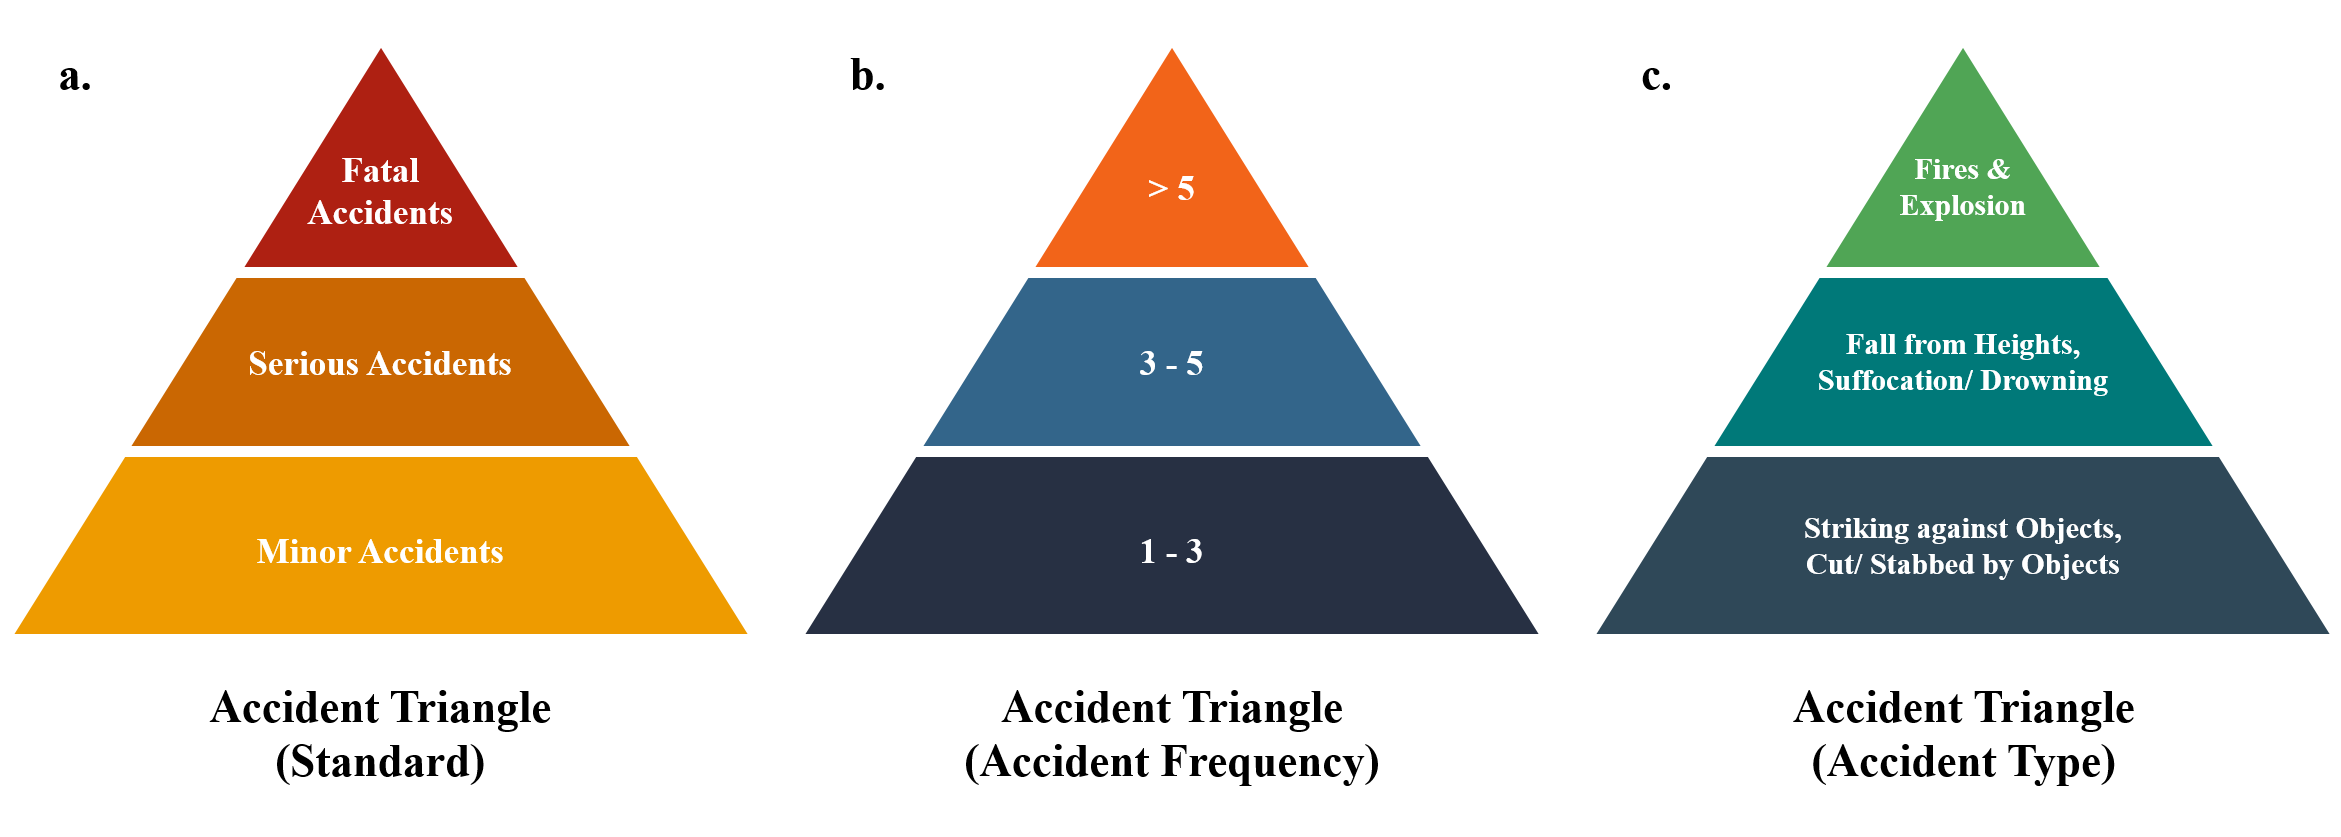 a.
Fatal
Accidents
Serious Accidents
Minor Accidents
Accident Triangle
(Standard)
b.
> 5
3 - 5
1 - 3
Accident Triangle
(Accident Frequency)
c.
Fires &
Explosion
Fall from Heights,
Suffocation/ Drowning
Striking against Objects,
Cut/ Stabbed by Objects
Accident Triangle
(Accident Type)